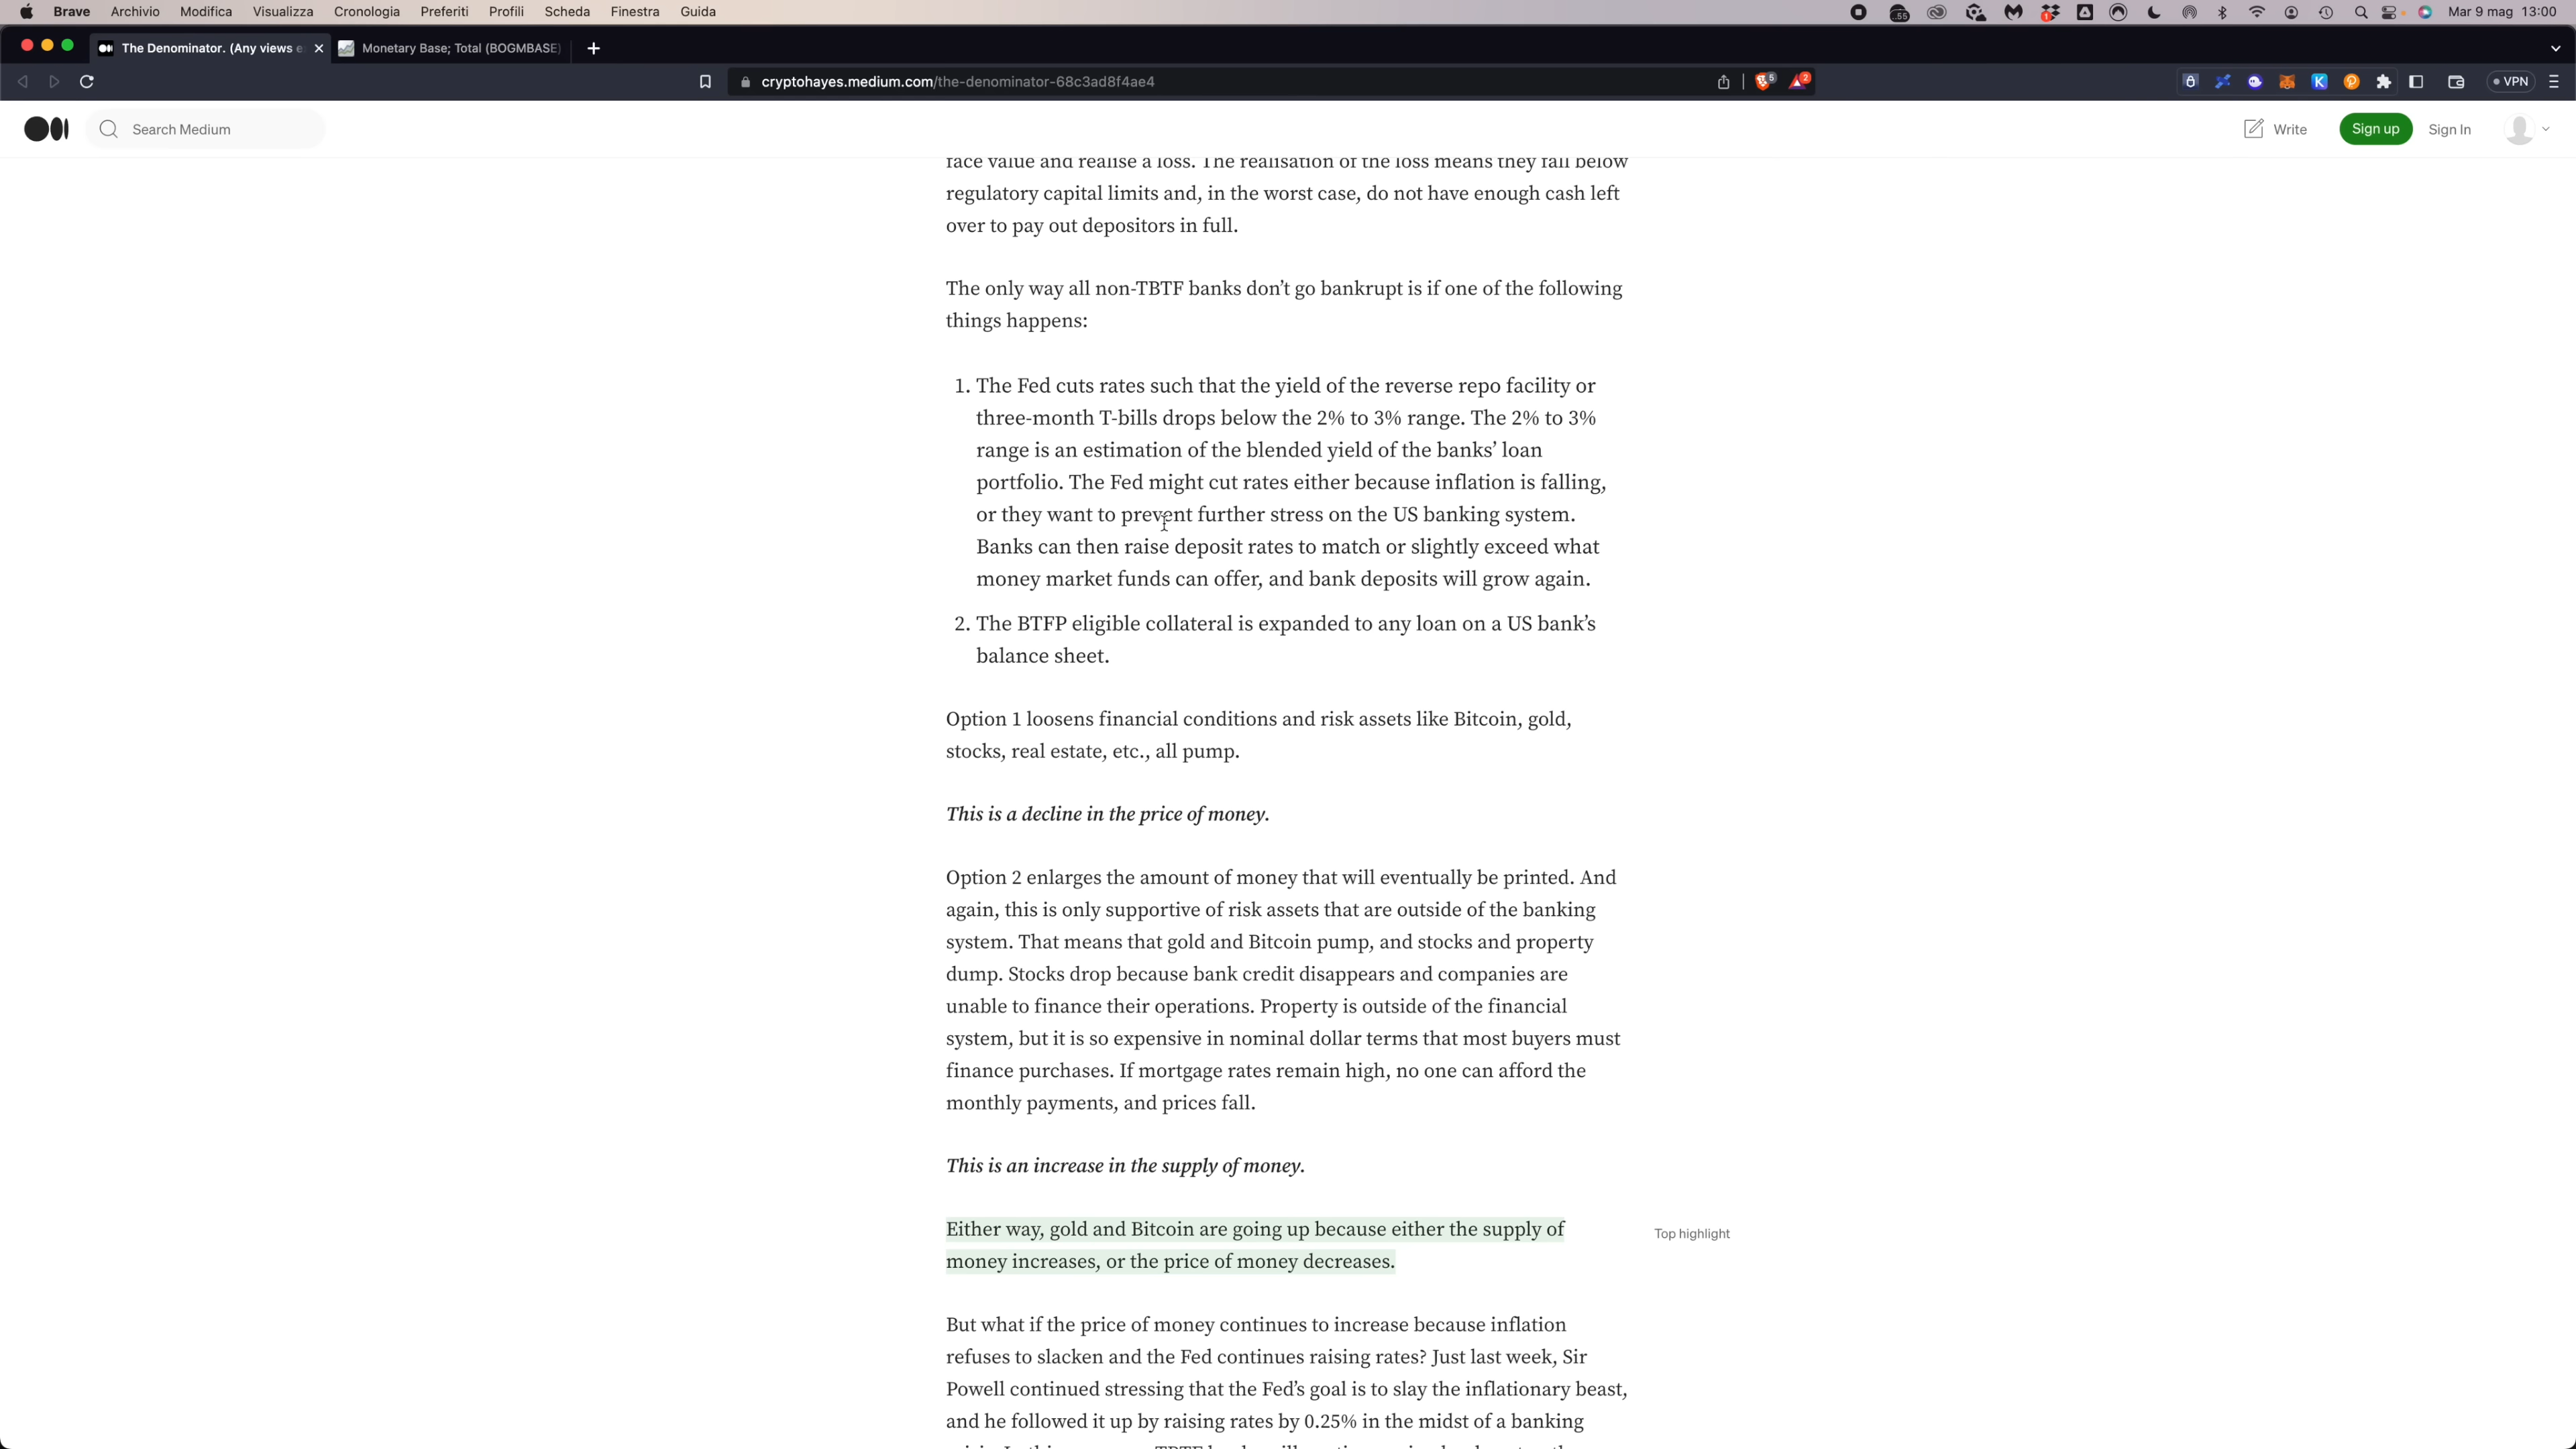 Brave Archivio Modifica Visualizza Cronologia Preferiti Profili Scheda Finestra Guida
Mar 9 mag 13:00
The Denominator. (Any views e
Monetary Base; Total (BOGMBASE)
cryptohayes.medium.com/the-denominator-68c3ad8f4ae4
VPN
Search Medium
Write
Sign up
Sign In
face value and realise a loss. The realisation of the loss means they fall below
regulatory capital limits and, in the worst case, do not have enough cash left
over to pay out depositors in full.
The only way all non-TBTF banks don’t go bankrupt is if one of the following
things happens:
1. The Fed cuts rates such that the yield of the reverse repo facility or
three-month T-bills drops below the 2% to 3% range. The 2% to 3%
range is an estimation of the blended yield of the banks’ loan
portfolio. The Fed might cut rates either because inflation is falling,
or they want to prevent further stress on the US banking system.
Banks can then raise deposit rates to match or slightly exceed what
money market funds can offer, and bank deposits will grow again.
2. The BTFP eligible collateral is expanded to any loan on a US bank’s
balance sheet.
Option 1 loosens financial conditions and risk assets like Bitcoin, gold,
stocks, real estate, etc., all pump.
This is a decline in the price of money.
Option 2 enlarges the amount of money that will eventually be printed. And
again, this is only supportive of risk assets that are outside of the banking
system. That means that gold and Bitcoin pump, and stocks and property
dump. Stocks drop because bank credit disappears and companies are
unable to finance their operations. Property is outside of the financial
system, but it is so expensive in nominal dollar terms that most buyers must
finance purchases. If mortgage rates remain high, no one can afford the
monthly payments, and prices fall.
This is an increase in the supply of money.
Either way, gold and Bitcoin are going up because either the supply of
money increases, or the price of money decreases.
Top highlight
But what if the price of money continues to increase because inflation
refuses to slacken and the Fed continues raising rates? Just last week, Sir
Powell continued stressing that the Fed’s goal is to slay the inflationary beast,
and he followed it up by raising rates by 0.25% in the midst of a banking